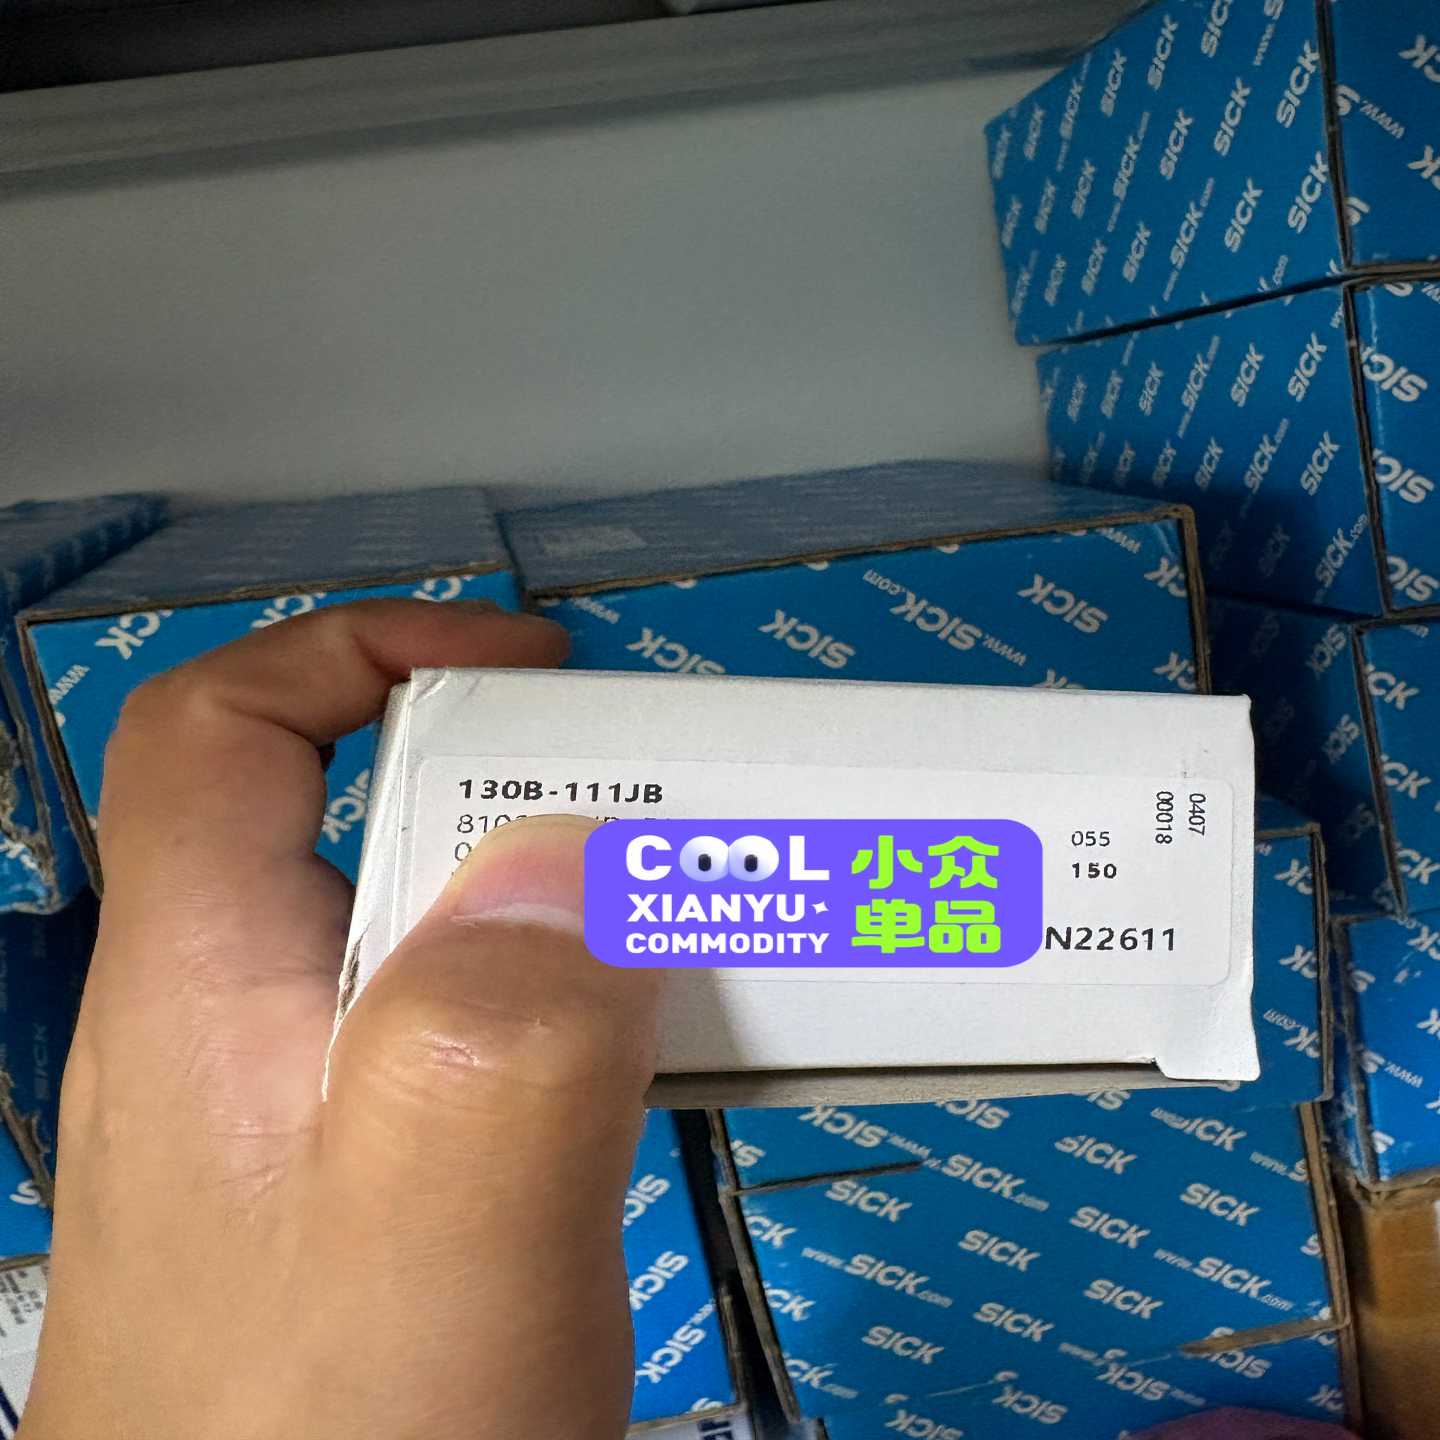 130B-111JB
055
150
N22611
0407
00018
COOL 小众
XIANYU 单品
COMMODITY
SICK
www.SICK.com